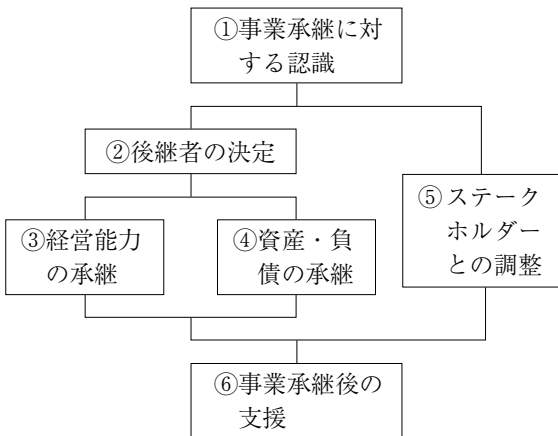 ①事業承継に対
する認識
②後継者の決定
③経営能力
の承継
④資産・負
債の承継
⑤ステーク
ホルダー
との調整
⑥事業承継後の
支援